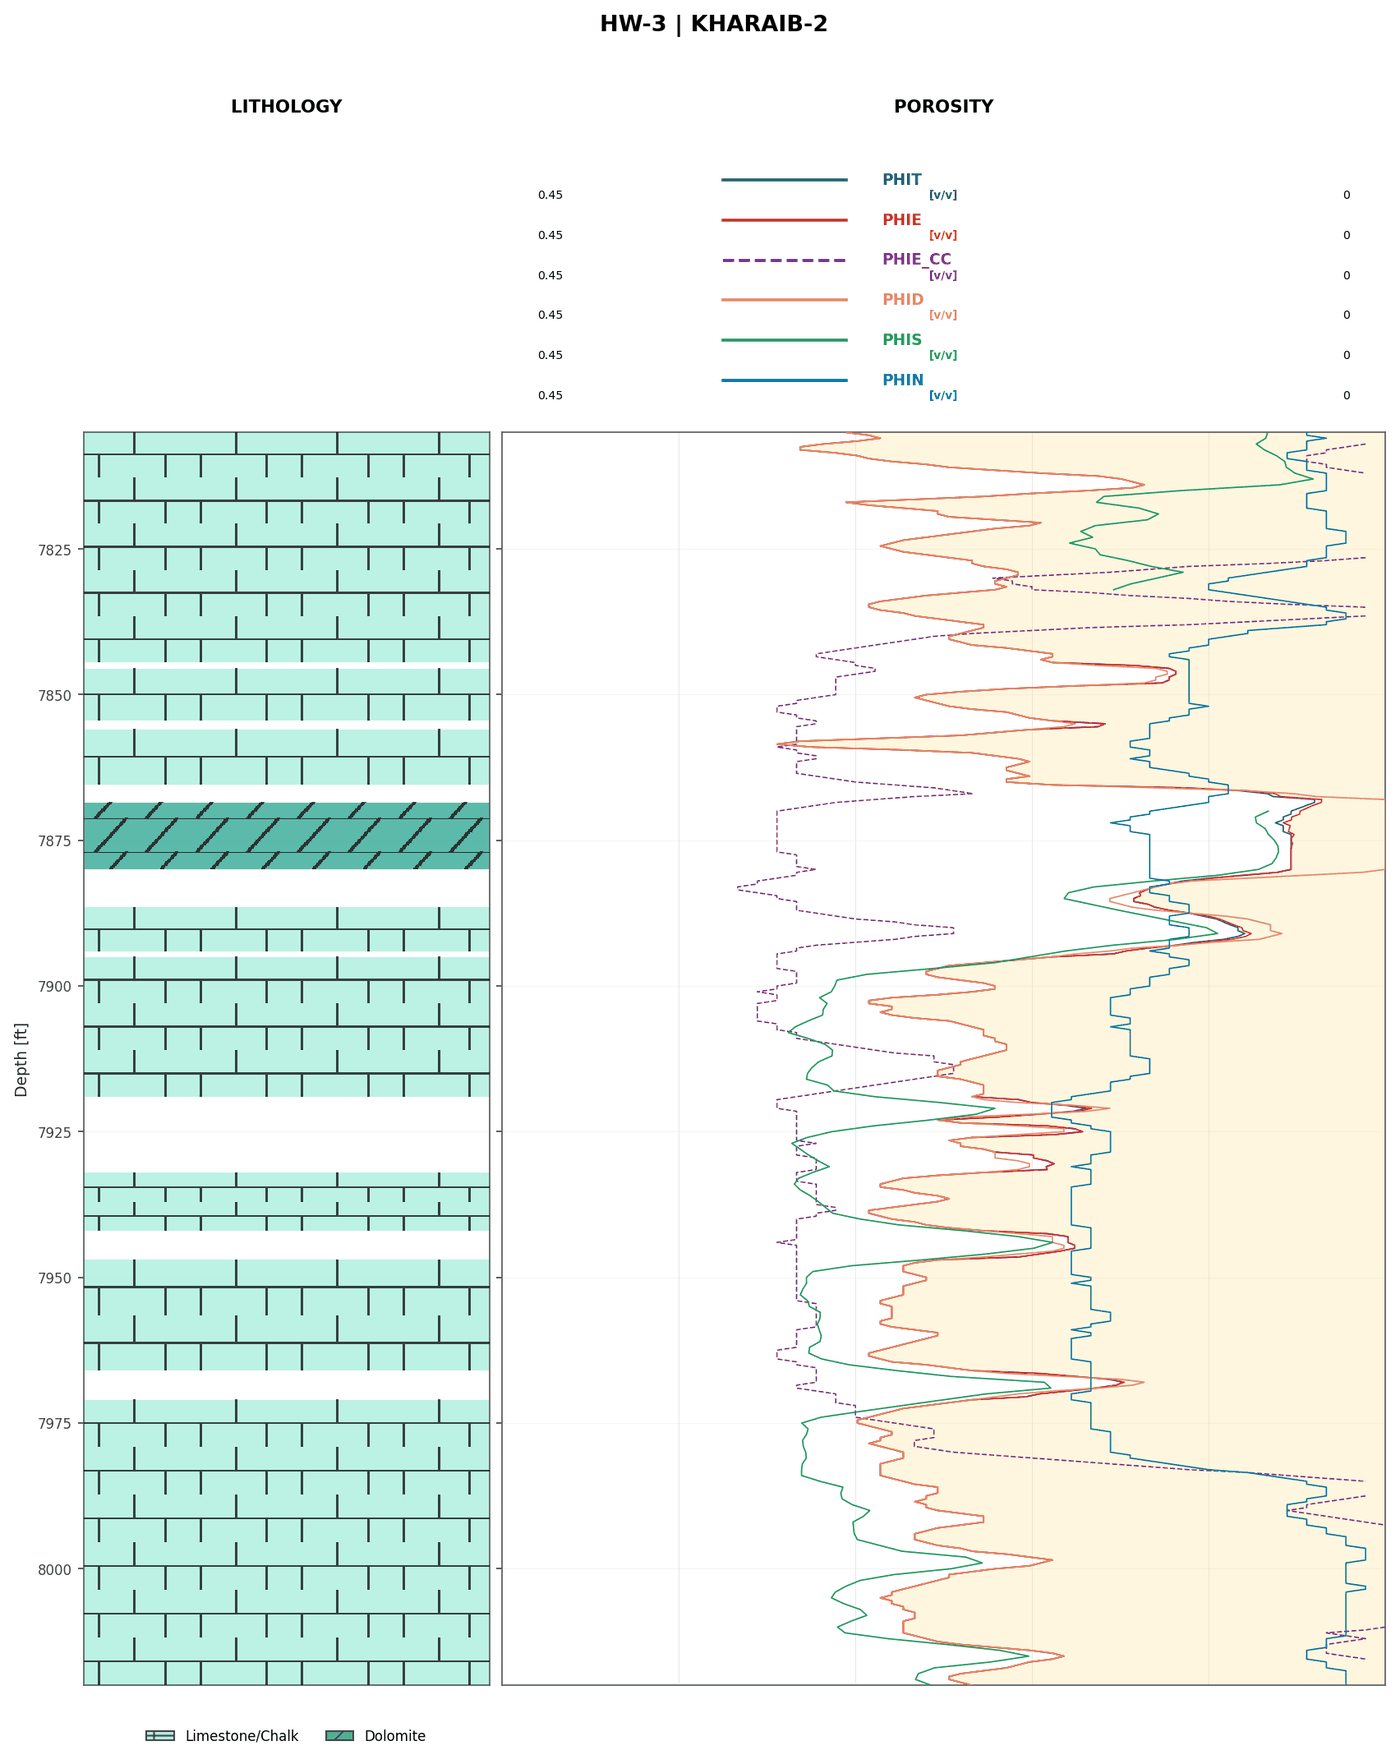 HW-3 | KHARAIB-2
LITHOLOGY
POROSITY
PHIT
0.45 [v/v] 0
PHIE
0.45 [v/v] 0
PHIE_CC
0.45 [v/v] 0
PHID
0.45 [v/v] 0
PHIS
0.45 [v/v] 0
PHIN
0.45 [v/v] 0
7825
7850
7875
7900
7925
7950
7975
8000
Depth [ft]
Limestone/Chalk Dolomite